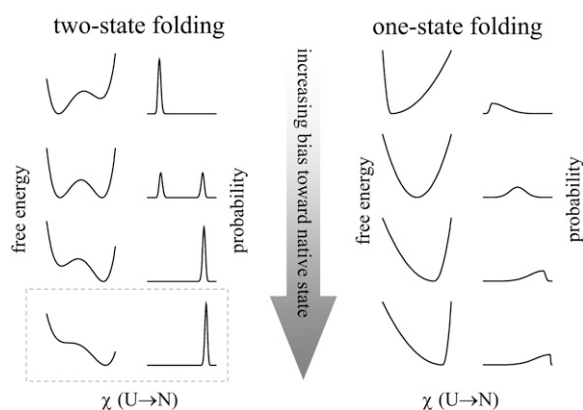 two-state folding
one-state folding
free energy
probability
increasing bias toward native state
free energy
probability
χ (U→N)
χ (U→N)